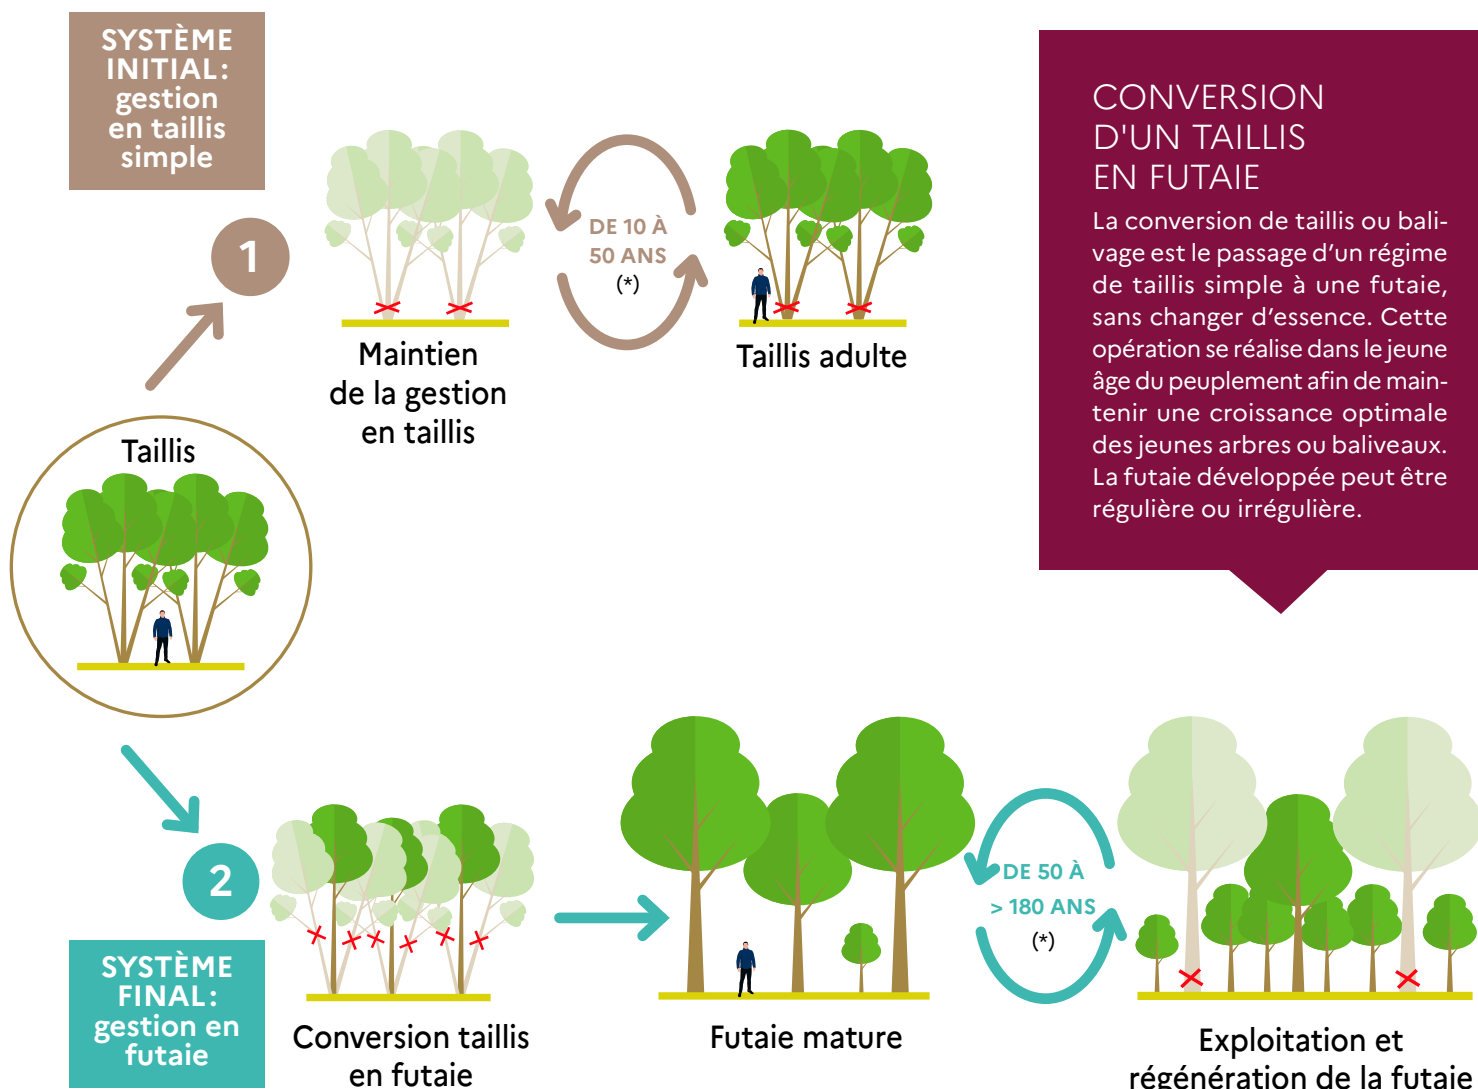 SYSTÈME
INITIAL:
gestion
en taillis
simple
1
DE 10 À
50 ANS
(*)
Maintien
de la gestion
en taillis
Taillis adulte
CONVERSION
D'UN TAILLIS
EN FUTAIE
La conversion de taillis ou bali-
vage est le passage d’un régime
de taillis simple à une futaie,
sans changer d’essence. Cette
opération se réalise dans le jeune
âge du peuplement afin de main-
tenir une croissance optimale
des jeunes arbres ou baliveaux.
La futaie développée peut être
régulière ou irrégulière.
Taillis
2
SYSTÈME
FINAL:
gestion en
futaie
Conversion taillis
en futaie
Futaie mature
DE 50 À
> 180 ANS
(*)
Exploitation et
régénération de la futaie